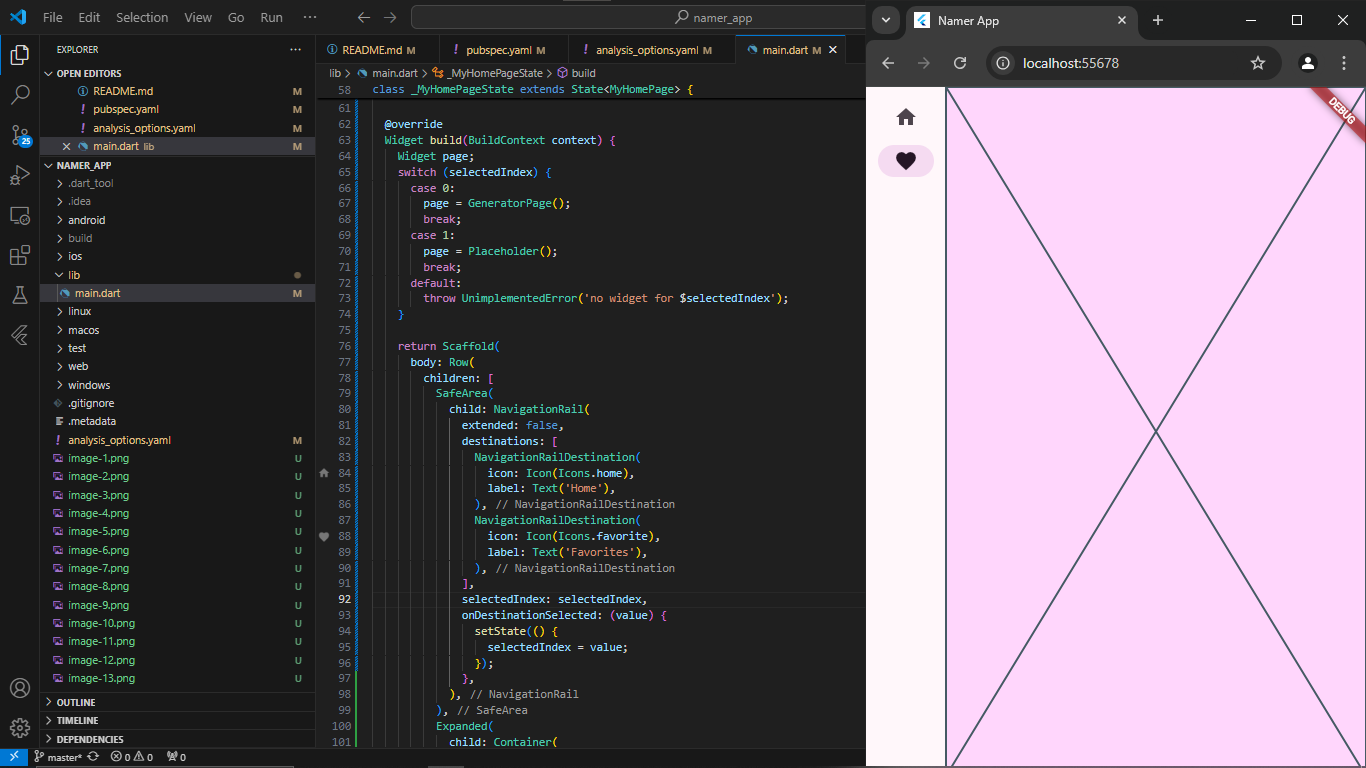 File Edit Selection View Go Run ··· namer_app
EXPLORER
OPEN EDITORS
README.md M
pubspec.yaml M
analysis_options.yaml M
main.dart lib M
NAMER_APP
.dart_tool
.idea
android
build
ios
lib
main.dart M
linux
macos
test
web
windows
.gitignore
.metadata
analysis_options.yaml M
image-1.png U
image-2.png U
image-3.png U
image-4.png U
image-5.png U
image-6.png U
image-7.png U
image-8.png U
image-9.png U
image-10.png U
image-11.png U
image-12.png U
image-13.png U
OUTLINE
TIMELINE
DEPENDENCIES
25
README.md M pubspec.yaml M analysis_options.yaml M main.dart M
lib > main.dart > _MyHomePageState > build
58 class _MyHomePageState extends State<MyHomePage> {
61
62 @override
63 Widget build(BuildContext context) {
64 Widget page;
65 switch (selectedIndex) {
66 case 0:
67 page = GeneratorPage();
68 break;
69 case 1:
70 page = Placeholder();
71 break;
72 default:
73 throw UnimplementedError('no widget for $selectedIndex');
74 }
75
76 return Scaffold(
77 body: Row(
78 children: [
79 SafeArea(
80 child: NavigationRail(
81 extended: false,
82 destinations: [
83 NavigationRailDestination(
84 icon: Icon(Icons.home),
85 label: Text('Home'),
86 ), // NavigationRailDestination
87 NavigationRailDestination(
88 icon: Icon(Icons.favorite),
89 label: Text('Favorites'),
90 ), // NavigationRailDestination
91 ],
92 selectedIndex: selectedIndex,
93 onDestinationSelected: (value) {
94 setState(() {
95 selectedIndex = value;
96 });
97 },
98 ), // NavigationRail
99 ), // SafeArea
100 Expanded(
101 child: Container(
master* 0 0 0
Namer App
localhost:55678
DEBUG